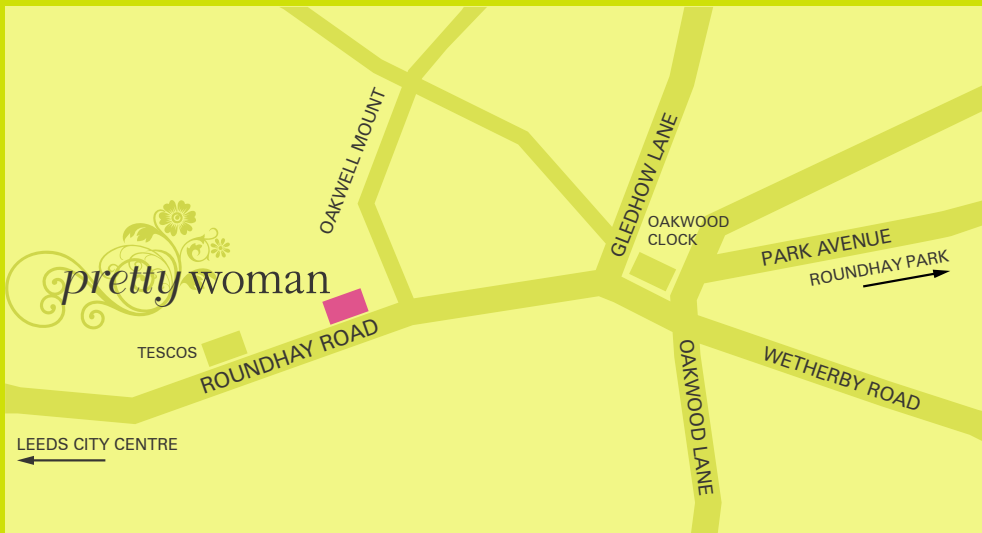 OAKWELL MOUNT
GLEDHOW LANE
OAKWOOD
CLOCK
PARK AVENUE
ROUNDHAY PARK
pretty woman
TESCOS
ROUNDHAY ROAD
OAKWOOD LANE
WETHERBY ROAD
LEEDS CITY CENTRE